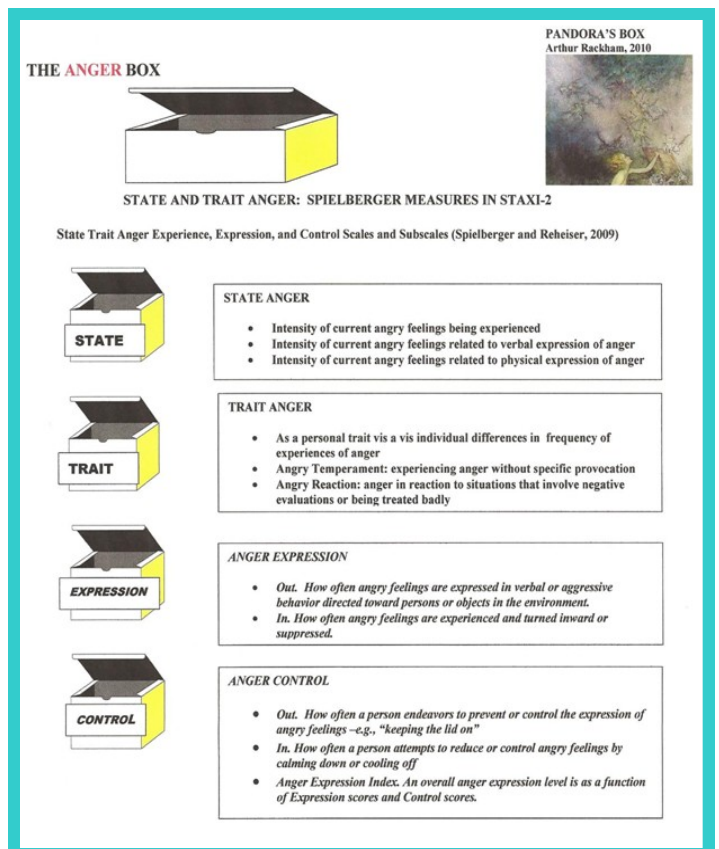 PANDORA'S BOX
Arthur Rackham, 2010
THE ANGER BOX
STATE AND TRAIT ANGER: SPIELBERGER MEASURES IN STAXI-2
State Trait Anger Experience, Expression, and Control Scales and Subscales (Spielberger and Reheiser, 2009)
STATE
STATE ANGER
• Intensity of current angry feelings being experienced
• Intensity of current angry feelings related to verbal expression of anger
• Intensity of current angry feelings related to physical expression of anger
TRAIT
TRAIT ANGER
• As a personal trait vis a vis individual differences in frequency of
experiences of anger
• Angry Temperament: experiencing anger without specific provocation
• Angry Reaction: anger in reaction to situations that involve negative
evaluations or being treated badly
EXPRESSION
ANGER EXPRESSION
• Out. How often angry feelings are expressed in verbal or aggressive
behavior directed toward persons or objects in the environment.
• In. How often angry feelings are experienced and turned inward or
suppressed.
CONTROL
ANGER CONTROL
• Out. How often a person endeavors to prevent or control the expression of
angry feelings –e.g., “keeping the lid on”
• In. How often a person attempts to reduce or control angry feelings by
calming down or cooling off
• Anger Expression Index. An overall anger expression level is as a function
of Expression scores and Control scores.